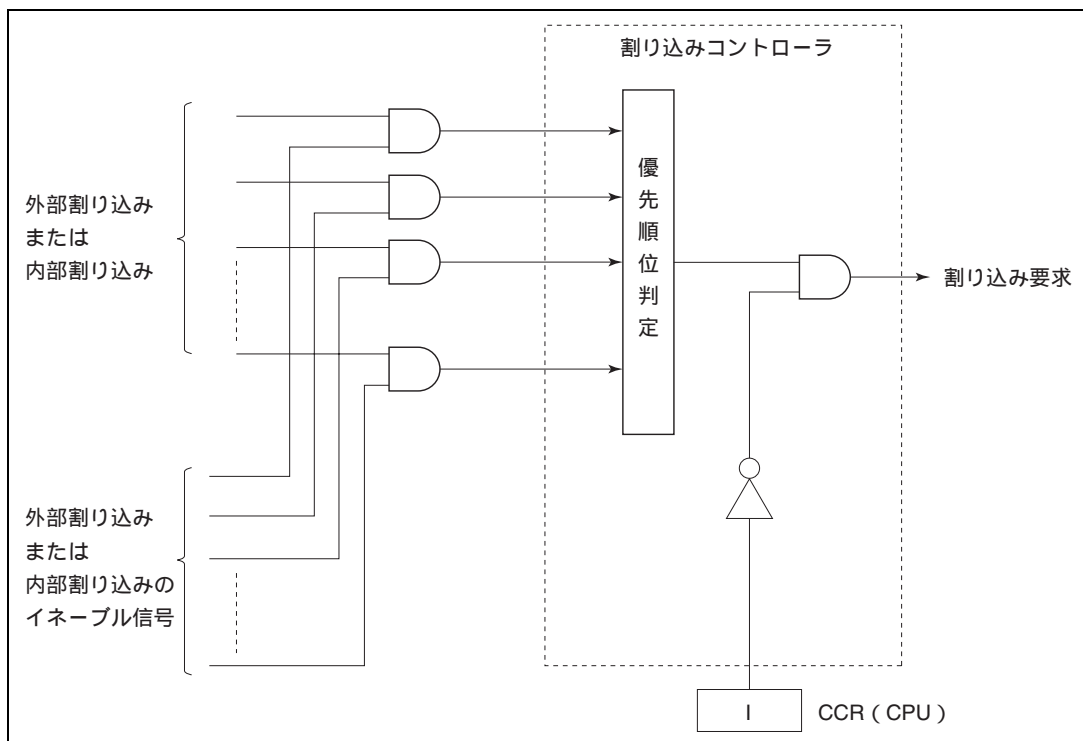 割り込みコントローラ
外部割り込み
または
内部割り込み
優先順位判定
割り込み要求
外部割り込み
または
内部割り込みの
イネーブル信号
I
CCR（CPU）